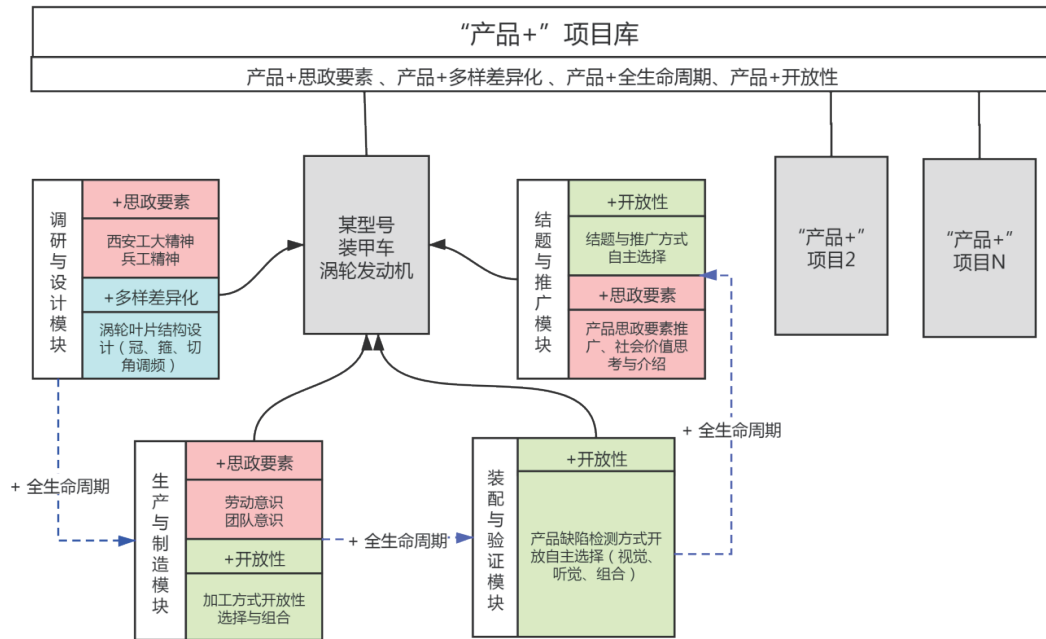 “产品+” 项目库
产品+思政要素 、产品+多样差异化 、产品+全生命周期、产品+开放性
调研与设计模块
+思政要素
西安工大精神
兵工精神
+多样差异化
涡轮叶片结构设
计（冠、箍、切
角调频）
某型号
装甲车
涡轮发动机
结题与推广模块
+开放性
结题与推广方式
自主选择
+思政要素
产品思政要素推
广、社会价值思
考与介绍
“产品+”
项目2
“产品+”
项目N
+ 全生命周期
生产与制造模块
+思政要素
劳动意识
团队意识
+开放性
加工方式开放性
选择与组合
+ 全生命周期
装配与验证模块
+开放性
产品缺陷检测方式开
放自主选择（视觉、
听觉、组合）
+ 全生命周期